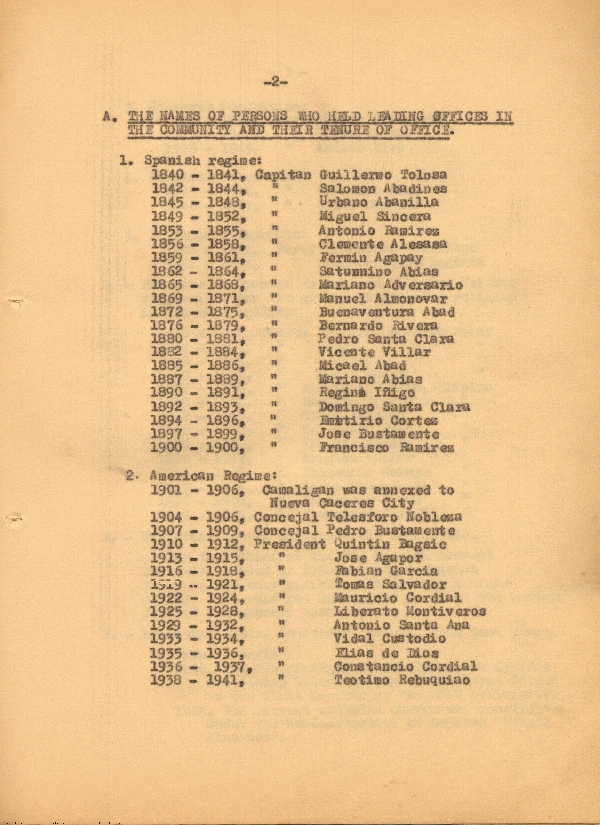 -2-
A. THE NAMES OF PERSONS WHO HELD LEADING OFFICES IN
THE COMMUNITY AND THEIR TENURE OF OFFICE.
1. Spanish regime:
1840 - 1841, Capitan Guillermo Tolosa
1842 - 1844, " Salomon Abadines
1845 - 1848, " Urbano Abanilla
1849 - 1852, " Miguel Sincera
1853 - 1855, " Antonio Ramirez
1856 - 1858, " Clemente Alesasa
1859 - 1861, " Fermin Agapay
1862 - 1864, " Satunnino Abias
1865 - 1868, " Mariano Adversario
1869 - 1871, " Manuel Almonovar
1872 - 1875, " Buenaventura Abad
1876 - 1879, " Bernardo Rivera
1880 - 1881, " Pedro Santa Clara
1882 - 1884, " Vicente Villar
1885 - 1886, " Micael Abad
1887 - 1889, " Mariano Abias
1890 - 1891, " Regino Iñigo
1892 - 1893, " Domingo Santa Clara
1894 - 1896, " Emetirio Cortez
1897 - 1899, " Jose Bustamente
1900 - 1900, " Francisco Ramirez
2. American Regime:
1901 - 1906, Camaligan was annexed to
Nueva Caceres City
1904 - 1906, Concejal Telesforo Nobleza
1907 - 1909, Concejal Pedro Bustamente
1910 - 1912, President Quintin Bagsic
1913 - 1915, " Jose Agapor
1916 - 1918, " Fabian Garcia
1919 - 1921, " Tomas Salvador
1922 - 1924, " Mauricio Cordial
1925 - 1928, " Liberato Montiveros
1929 - 1932, " Antonio Santa Ana
1933 - 1934, " Vidal Custodio
1935 - 1936, " Elias de Dios
1936 - 1937, " Constancio Cordial
1938 - 1941, " Teotimo Rebuquiao